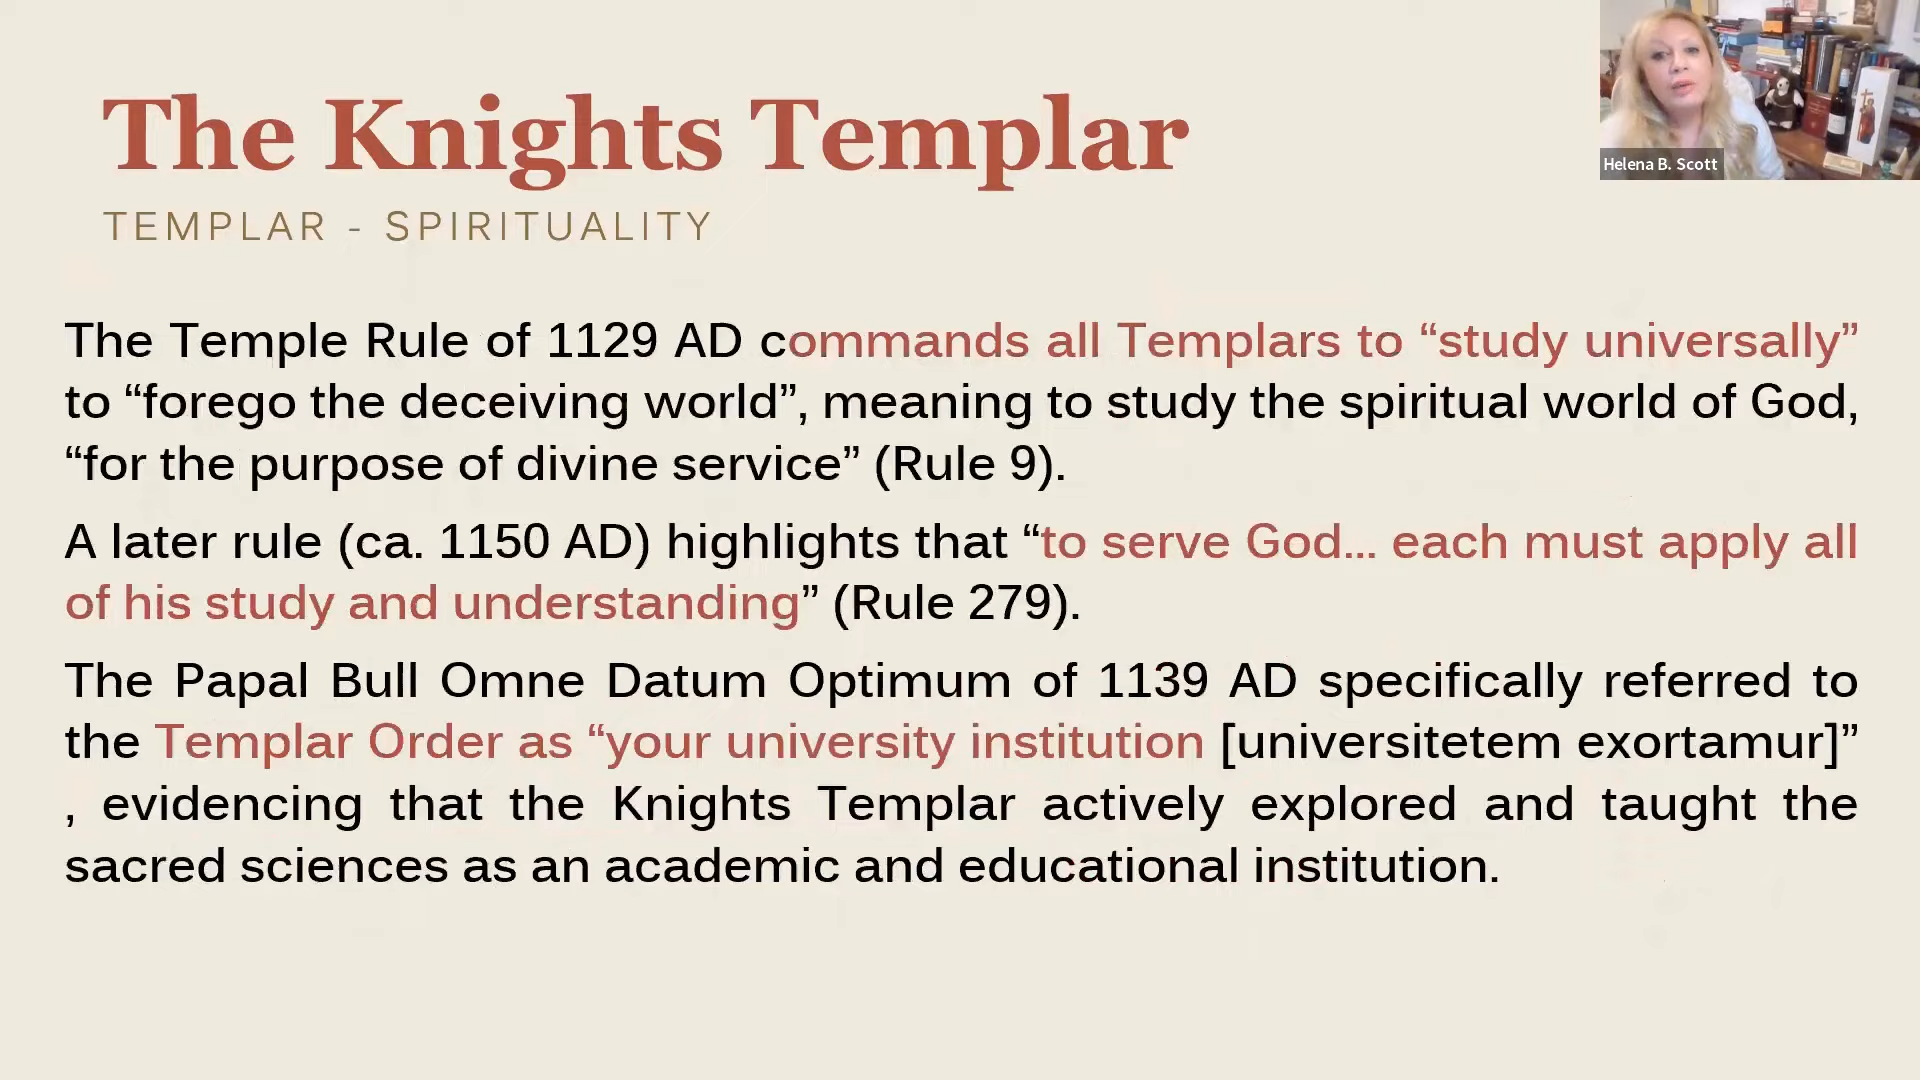 The Knights Templar
TEMPLAR - SPIRITUALITY
Helena B. Scott
The Temple Rule of 1129 AD commands all Templars to “study universally”
to “forego the deceiving world”, meaning to study the spiritual world of God,
“for the purpose of divine service” (Rule 9).
A later rule (ca. 1150 AD) highlights that “to serve God... each must apply all
of his study and understanding” (Rule 279).
The Papal Bull Omne Datum Optimum of 1139 AD specifically referred to
the Templar Order as “your university institution [universitetem exortamur]”
, evidencing that the Knights Templar actively explored and taught the
sacred sciences as an academic and educational institution.